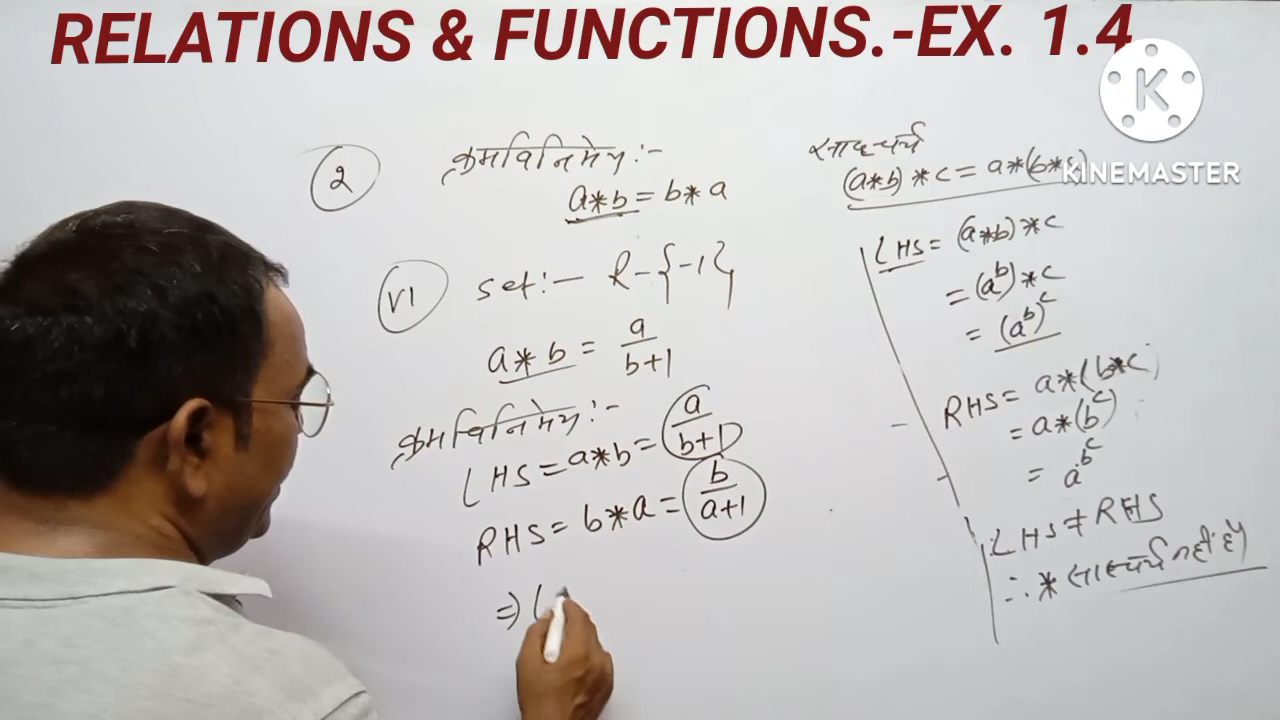 RELATIONS & FUNCTIONS.-EX. 1.4
K
KINEMASTER
2 क्रमविनिमेय:-
a*b = b*a
VI set:- R-{-1}
a*b = a/(b+1)
क्रमविनिमेय:-
LHS = a*b = a/(b+1)
RHS = b*a = b/(a+1)
⇒ (
साहचर्य
(a*b)*c = a*(b*c)
LHS = (a*b)*c
= (a^b)*c
= (a^b)^c
RHS = a*(b*c)
= a*(b^c)
= a^b^c
LHS ≠ RHS
∴ * साहचर्य नहीं है